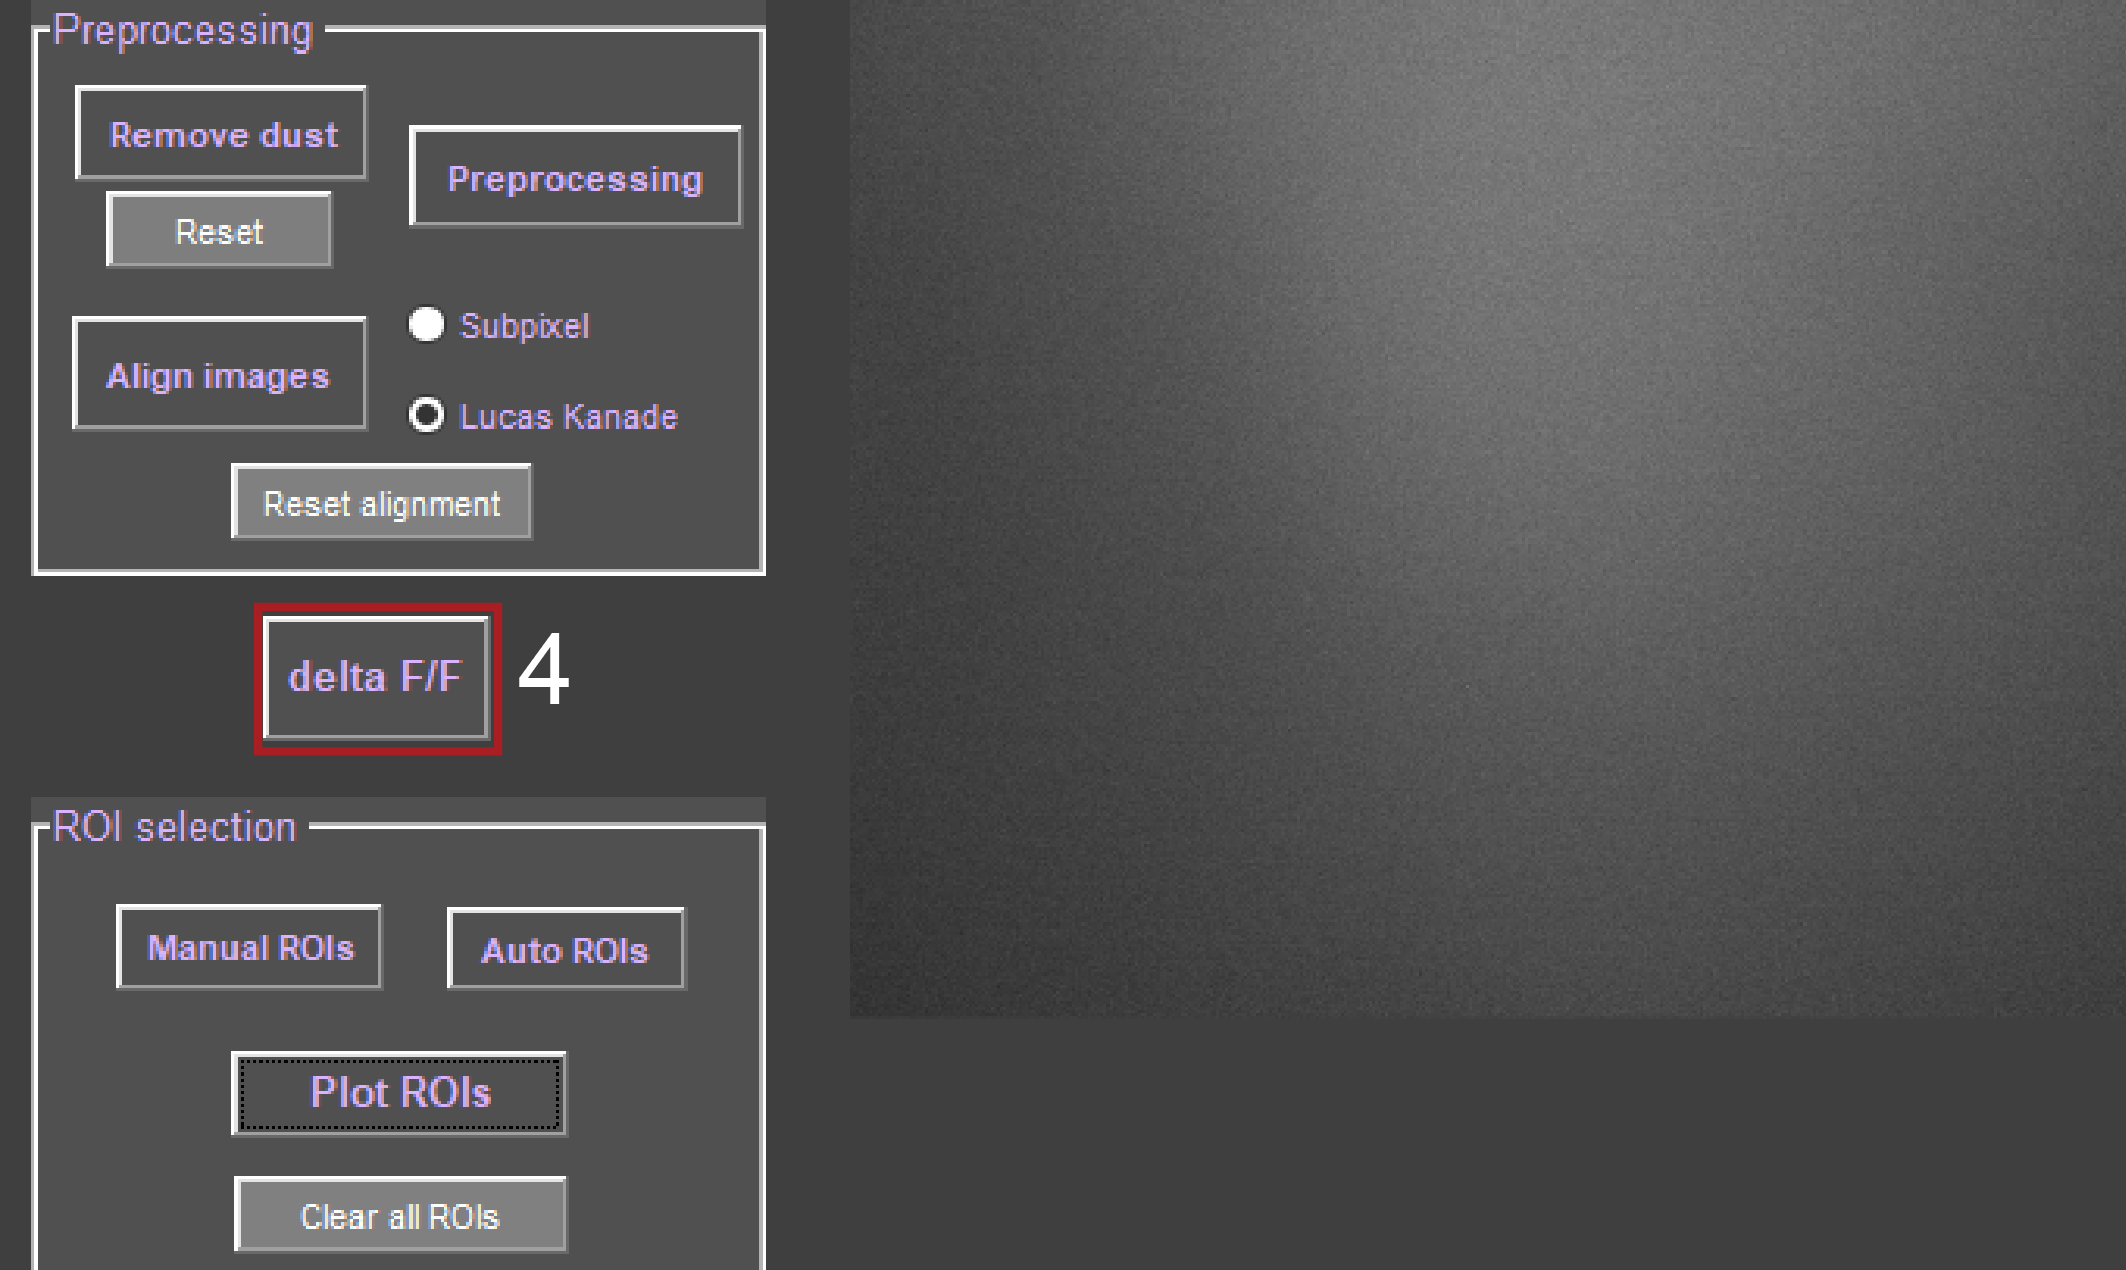 Preprocessing
Remove dust
Preprocessing
Reset
Subpixel
Align images
Lucas Kanade
Reset alignment
delta F/F
4
ROI selection
Manual ROIs
Auto ROIs
Plot ROIs
Clear all ROIs